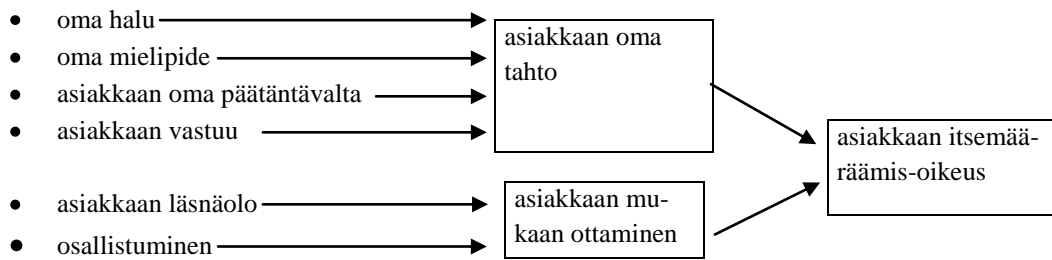 • oma halu
• oma mielipide
• asiakkaan oma päätäntävalta
• asiakkaan vastuu
asiakkaan oma
tahto
• asiakkaan läsnäolo
• osallistuminen
asiakkaan mu-
kaan ottaminen
asiakkaan itsemää-
räämis-oikeus